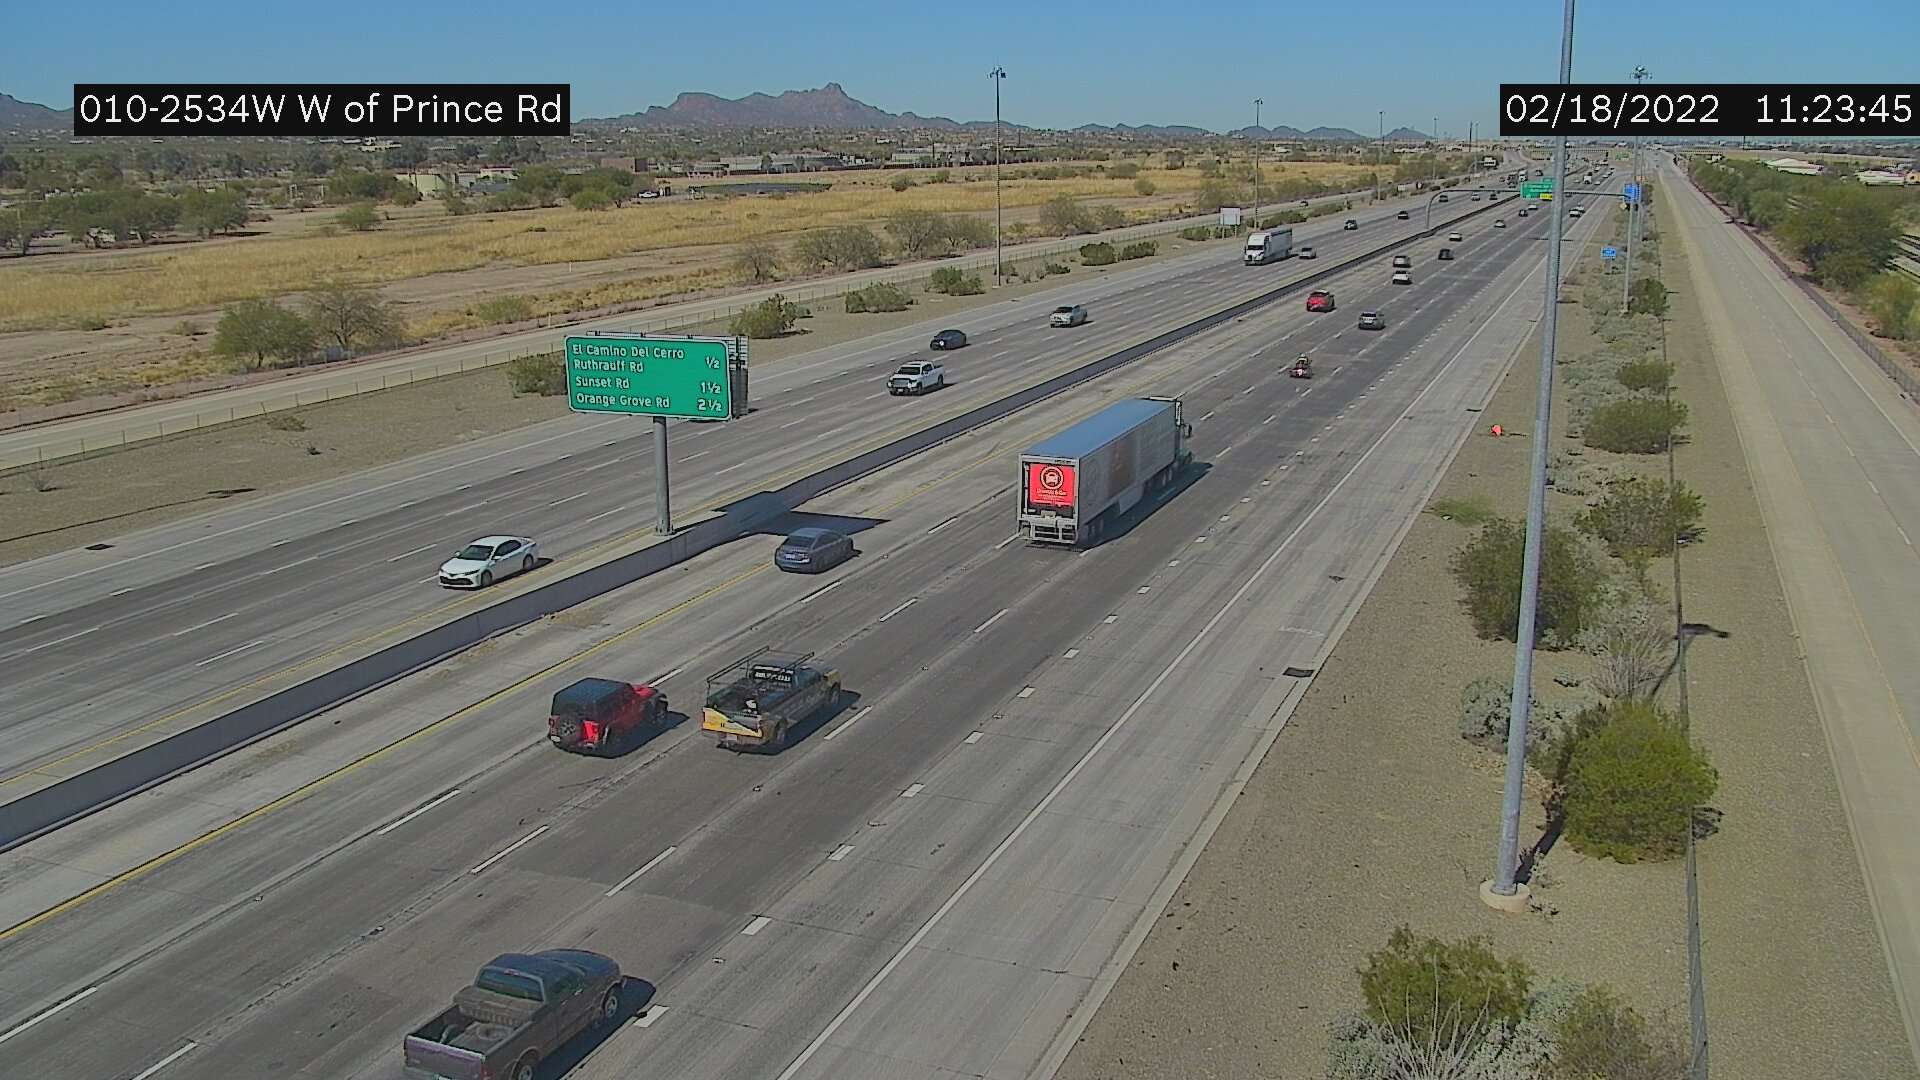 010-2534W W of Prince Rd
02/18/2022 11:23:45
El Camino Del Cerro
Ruthrauff Rd 1/2
Sunset Rd 1 1/2
Orange Grove Rd 2 1/2